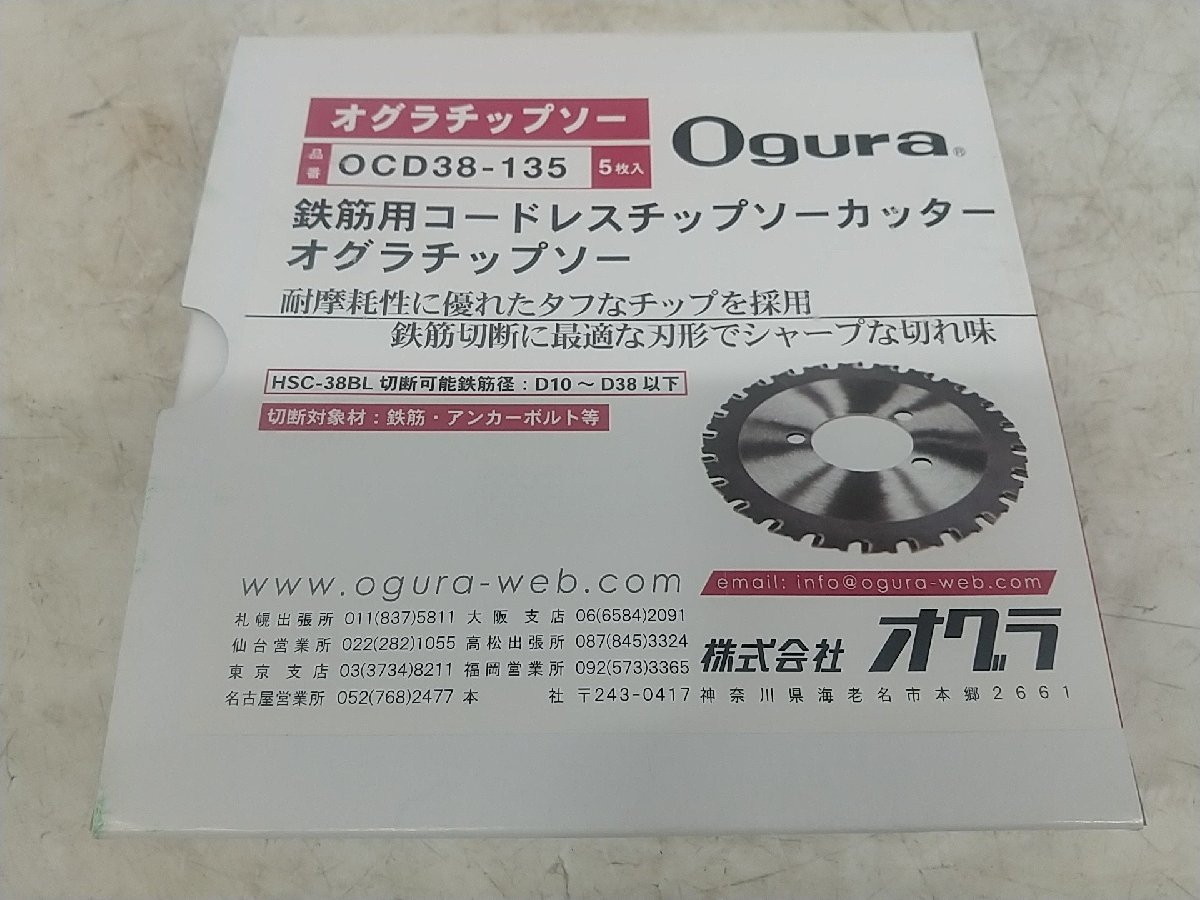 オグラチップソー
Ogura®
品番 OCD38-135 5枚入
鉄筋用コードレスチップソーカッター
オグラチップソー
耐摩耗性に優れたタフなチップを採用
鉄筋切断に最適な刃形でシャープな切れ味
HSC-38BL 切断可能鉄筋径：D10～D38以下
切断対象材：鉄筋・アンカーボルト等
www.ogura-web.com
email: info@ogura-web.com
札幌出張所 011(837)5811 大阪支店 06(6584)2091
仙台営業所 022(282)1055 高松出張所 087(845)3324
東京支店 03(3734)8211 福岡営業所 092(573)3365
株式会社オグラ
名古屋営業所 052(768)2477 本社 〒243-0417 神奈川県海老名市本郷2661